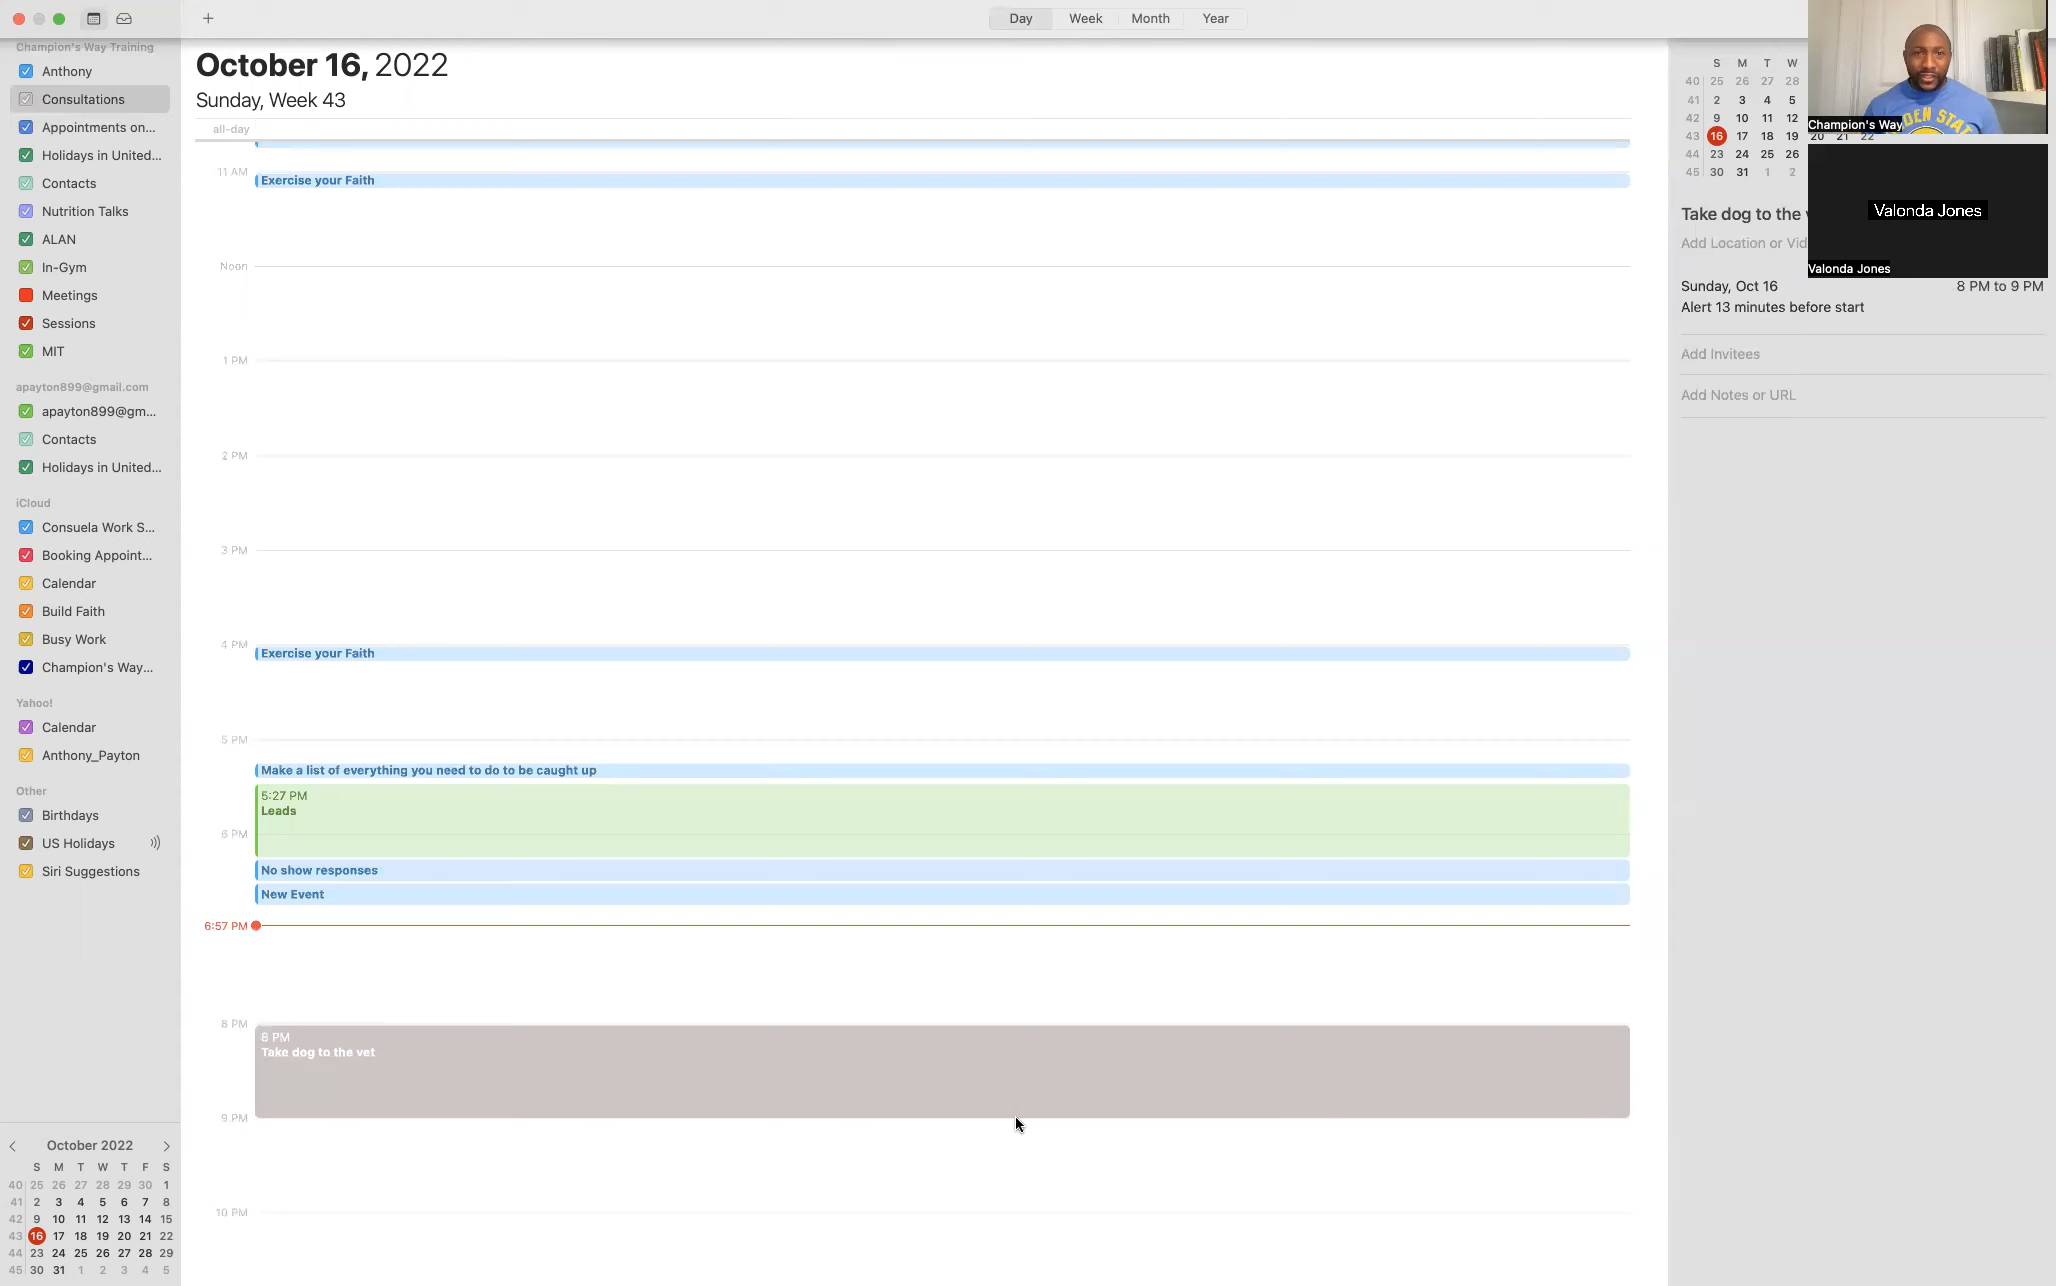 Day Week Month Year
Champion's Way Training
Anthony
Consultations
Appointments on...
Holidays in United...
Contacts
Nutrition Talks
ALAN
In-Gym
Meetings
Sessions
MIT
apayton899@gmail.com
apayton899@gm...
Contacts
Holidays in United...
iCloud
Consuela Work S...
Booking Appoint...
Calendar
Build Faith
Busy Work
Champion's Way...
Yahoo!
Calendar
Anthony_Payton
Other
Birthdays
US Holidays
Siri Suggestions
October 2022
S M T W T F S
40 25 26 27 28 29 30 1
41 2 3 4 5 6 7 8
42 9 10 11 12 13 14 15
43 16 17 18 19 20 21 22
44 23 24 25 26 27 28 29
45 30 31 1 2 3 4 5
October 16, 2022
Sunday, Week 43
all-day
11 AM
Exercise your Faith
Noon
1 PM
2 PM
3 PM
4 PM
Exercise your Faith
5 PM
Make a list of everything you need to do to be caught up
5:27 PM
Leads
6 PM
No show responses
New Event
6:57 PM
8 PM
8 PM
Take dog to the vet
9 PM
10 PM
S M T W
40 25 26 27 28
41 2 3 4 5
42 9 10 11 12
43 16 17 18 19 20 21 22
44 23 24 25 26
45 30 31 1 2
DEN STA
Champion's Way
Valonda Jones
Valonda Jones
Take dog to the
Add Location or Vid
Sunday, Oct 16 8 PM to 9 PM
Alert 13 minutes before start
Add Invitees
Add Notes or URL